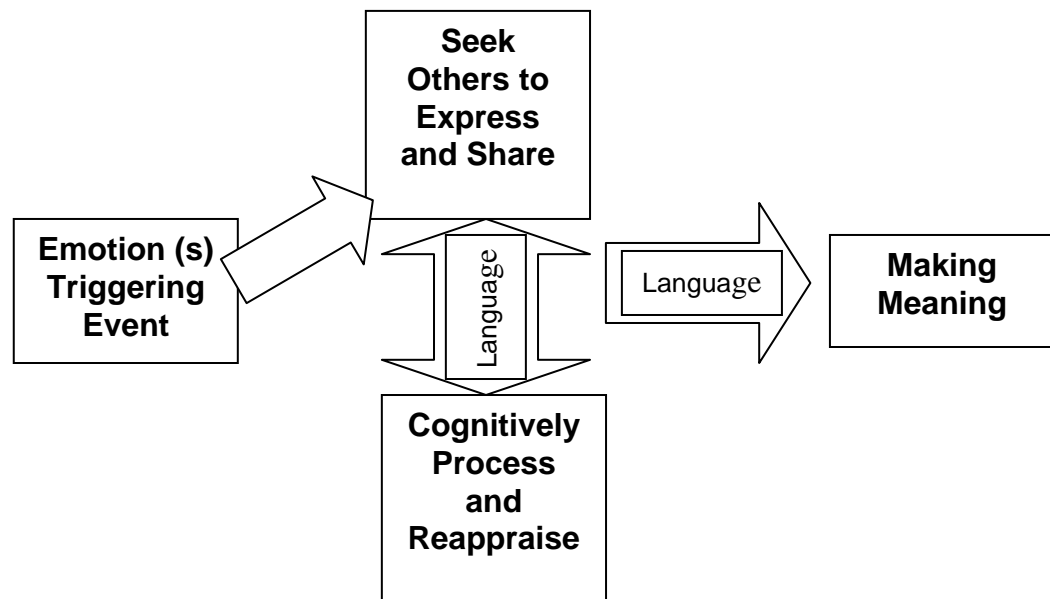 Emotion (s)
Triggering
Event
Seek
Others to
Express
and Share
Language
Cognitively
Process
and
Reappraise
Language
Making
Meaning